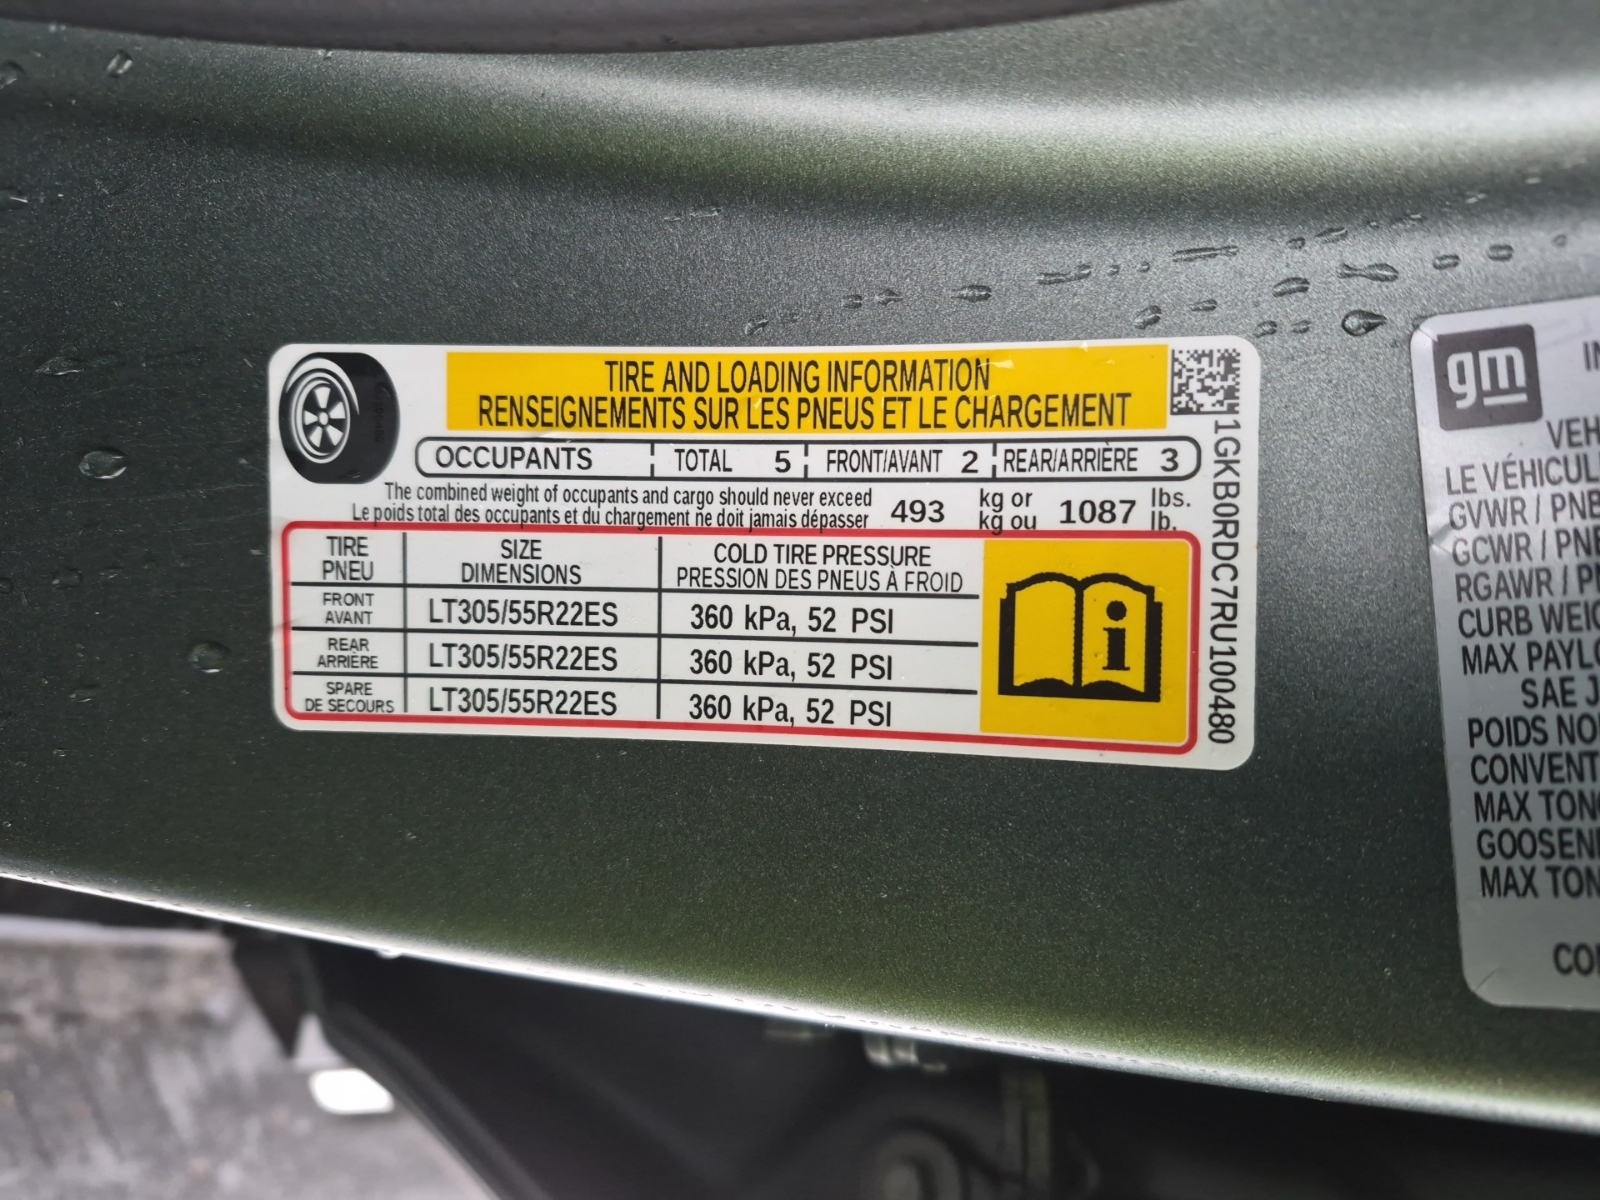 TIRE AND LOADING INFORMATION
RENSEIGNEMENTS SUR LES PNEUS ET LE CHARGEMENT
OCCUPANTS TOTAL 5 FRONT/AVANT 2 REAR/ARRIÈRE 3
The combined weight of occupants and cargo should never exceed 493 kg or 1087 lbs.
Le poids total des occupants et du chargement ne doit jamais dépasser kg ou lb.
TIRE SIZE COLD TIRE PRESSURE
PNEU DIMENSIONS PRESSION DES PNEUS À FROID
FRONT
AVANT LT305/55R22ES 360 kPa, 52 PSI
REAR
ARRIÈRE LT305/55R22ES 360 kPa, 52 PSI
SPARE
DE SECOURS LT305/55R22ES 360 kPa, 52 PSI
1GKB0RDC7RU100480
gm
VEH
LE VÉHICUL
GVWR / PNB
GCWR / PN
RGAWR / P
CURB WEIG
MAX PAYLO
SAE J
POIDS NO
CONVENT
MAX TONG
GOOSEN
MAX TON